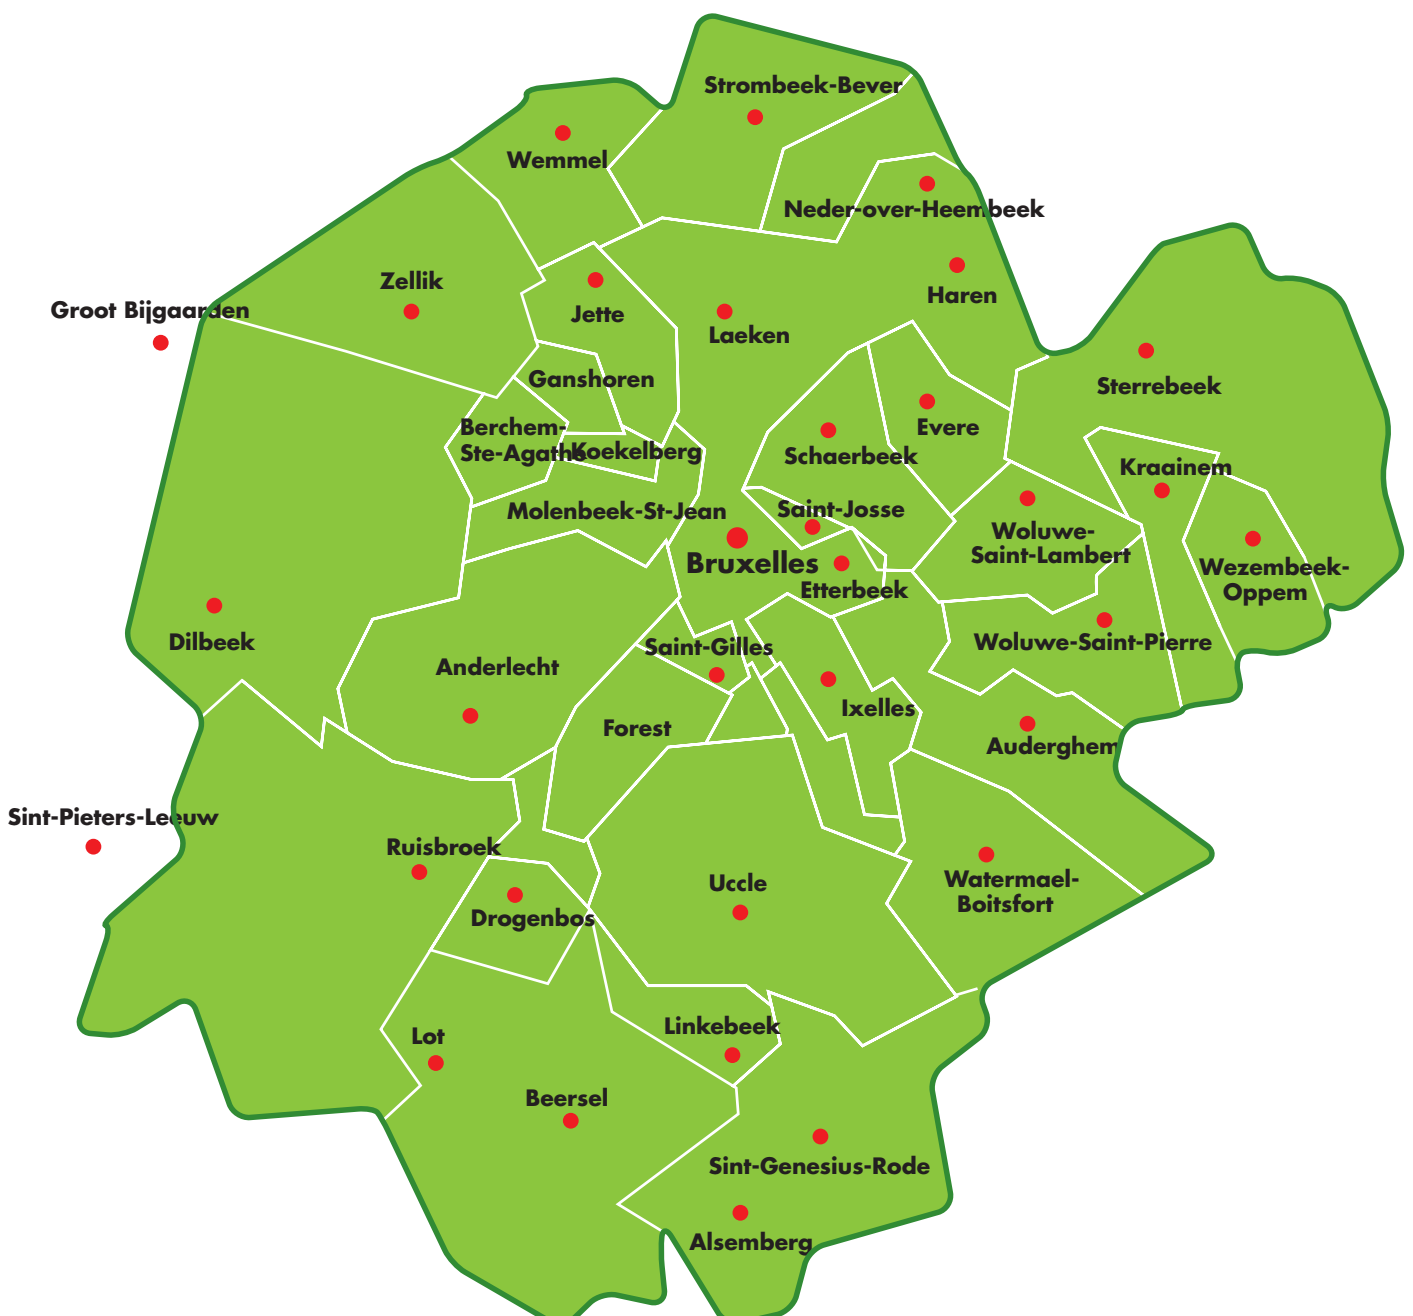 Strombeek-Bever
Wemmel
Neder-over-Heembeek
Zellik
Haren
Groot Bijgaarden
Jette
Laeken
Sterrebeek
Ganshoren
Berchem-
Ste-Agathe
Koekelberg
Evere
Schaerbeek
Kraainem
Molenbeek-St-Jean
Saint-Josse
Woluwe-
Saint-Lambert
Bruxelles
Etterbeek
Wezembeek-
Oppem
Dilbeek
Saint-Gilles
Woluwe-Saint-Pierre
Anderlecht
Ixelles
Forest
Auderghem
Sint-Pieters-Leeuw
Ruisbroek
Uccle
Watermael-
Boitsfort
Drogenbos
Linkebeek
Lot
Beersel
Sint-Genesius-Rode
Alsemberg